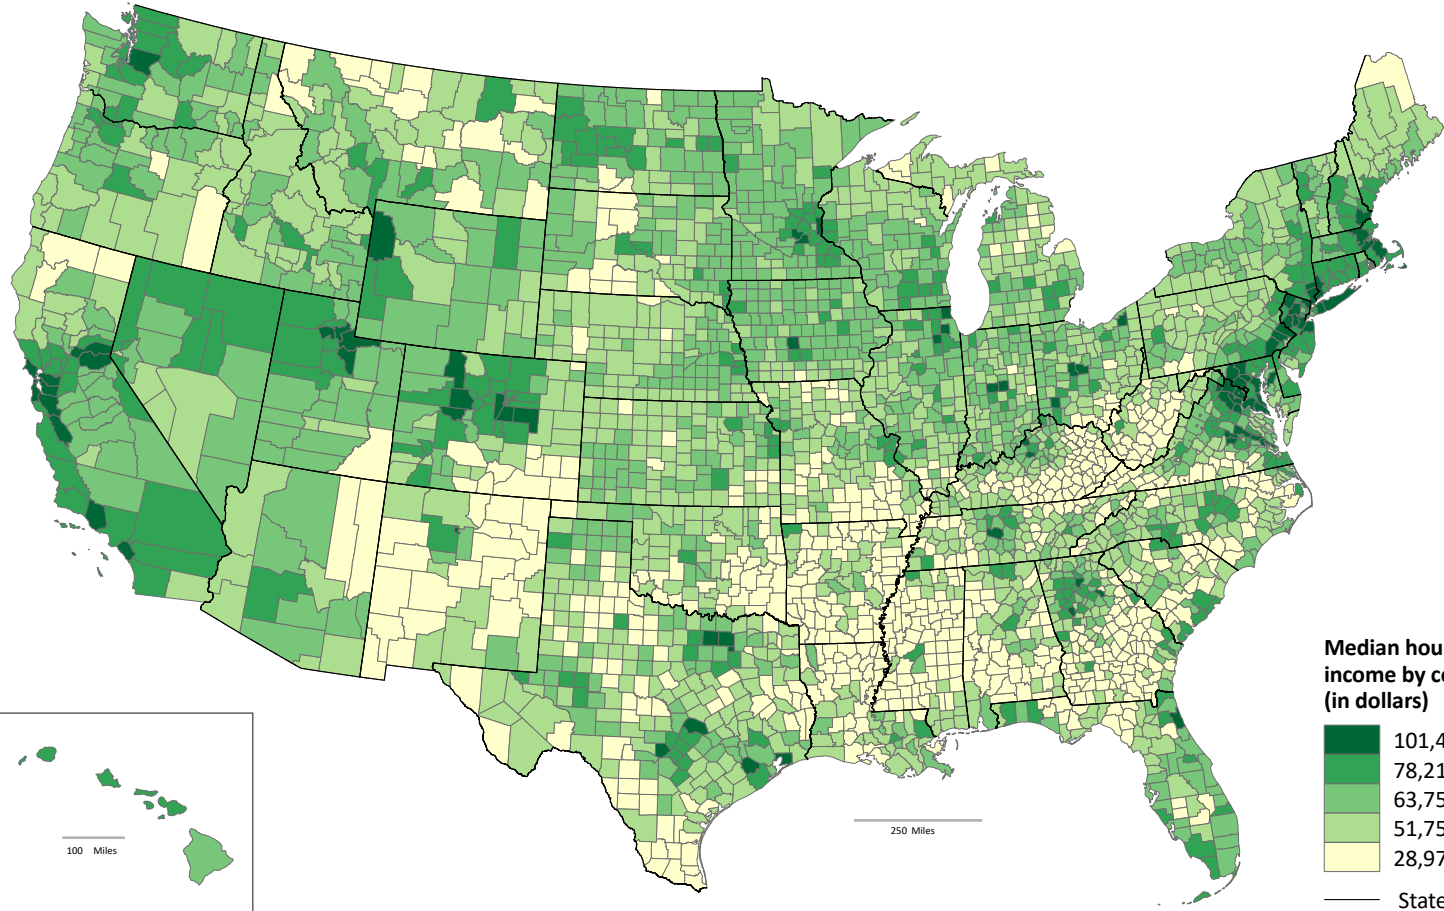 Median hou
income by co
(in dollars)
101,4
78,21
63,75
51,75
28,97
State
250 Miles
100 Miles